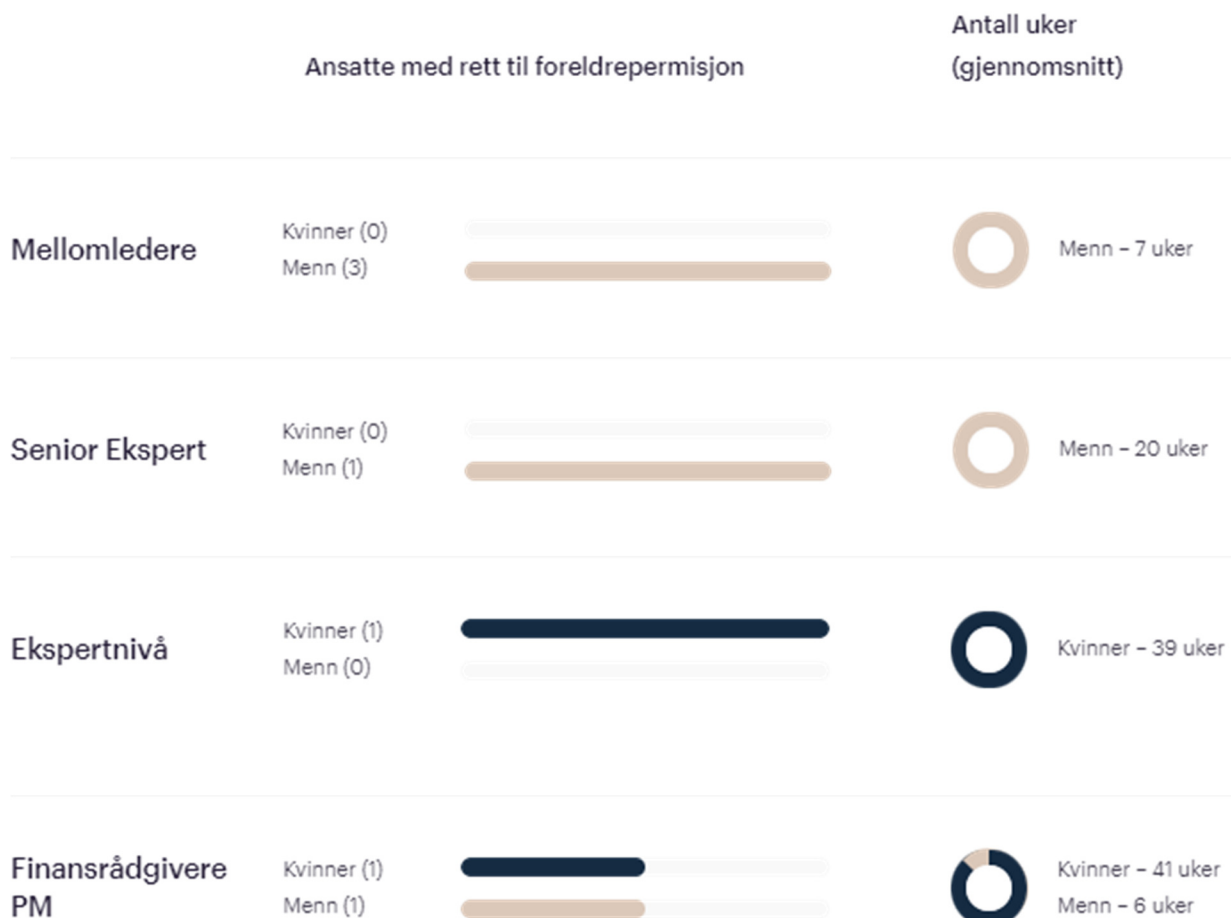 Ansatte med rett til foreldrepermisjon
Antall uker
(gjennomsnitt)
Mellomledere
Kvinner (0)
Menn (3)
Menn – 7 uker
Senior Ekspert
Kvinner (0)
Menn (1)
Menn – 20 uker
Ekspertnivå
Kvinner (1)
Menn (0)
Kvinner – 39 uker
Finansrådgivere
PM
Kvinner (1)
Menn (1)
Kvinner – 41 uker
Menn – 6 uker